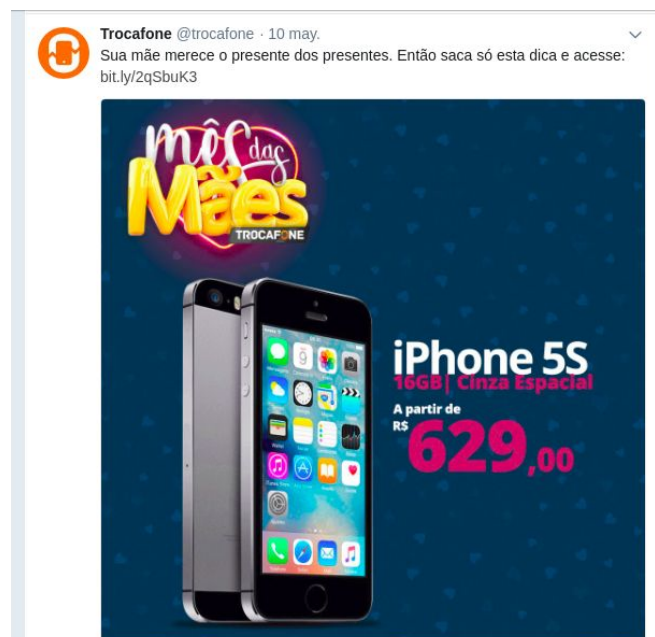 Trocafone @trocafone · 10 may.
Sua mãe merece o presente dos presentes. Então saca só esta dica e acesse:
bit.ly/2qSbuK3
mês das
Mães
TROCAFONE
iPhone 5S
16GB| Cinza Espacial
A partir de
R$
629,00